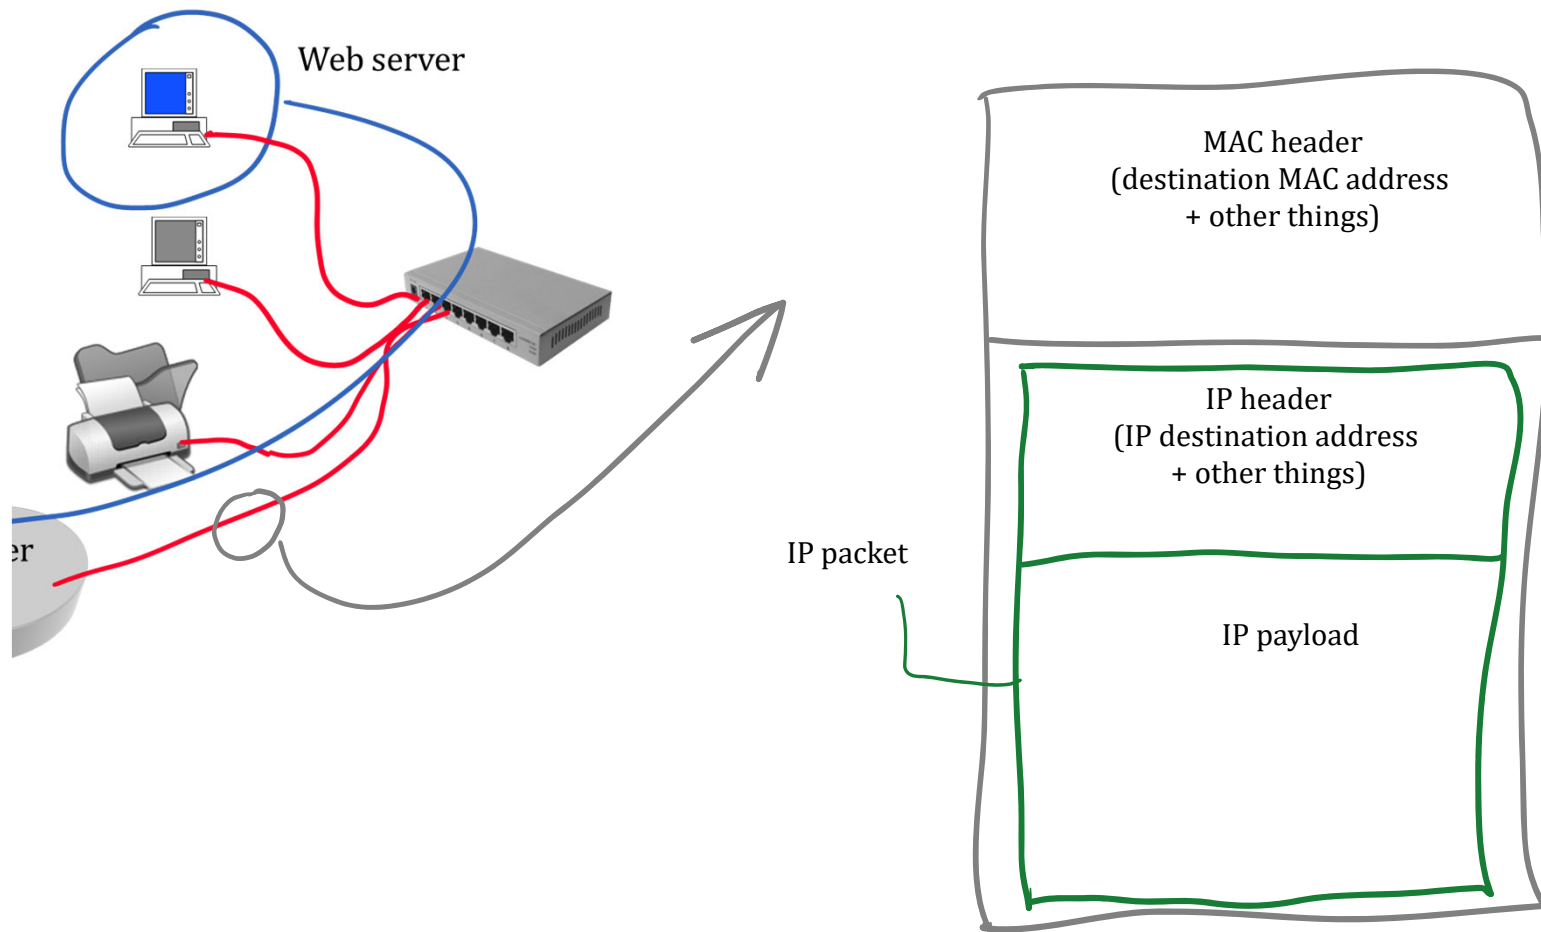 Web server
MAC header
(destination MAC address
+ other things)
IP header
(IP destination address
+ other things)
er
IP packet
IP payload